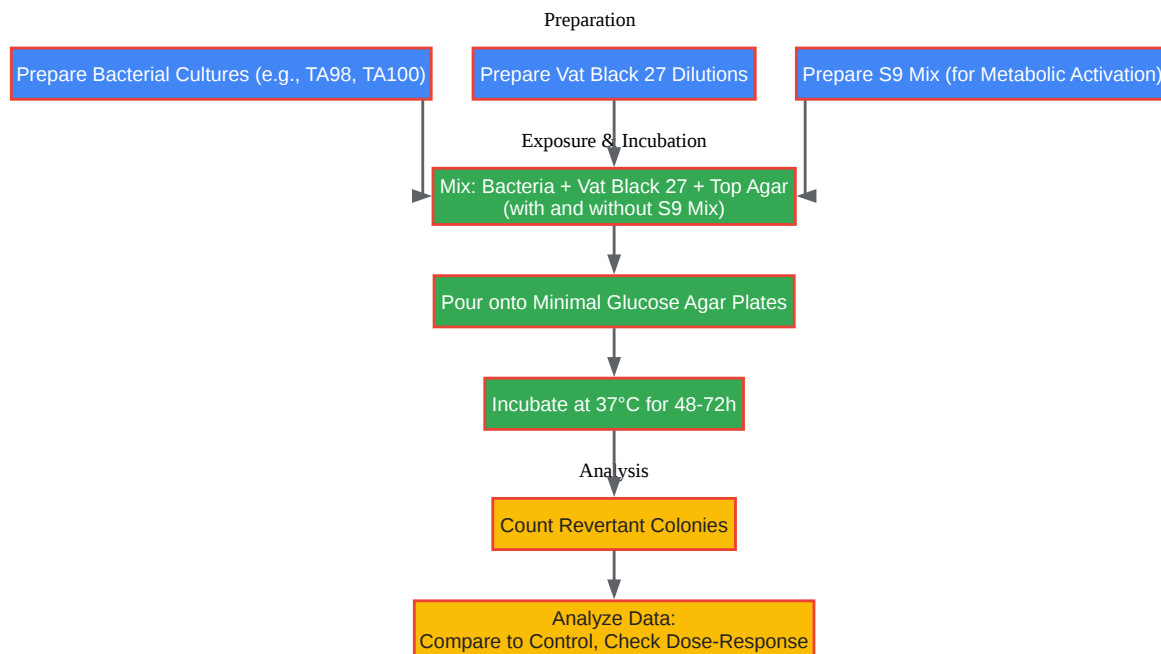 Preparation
Prepare Bacterial Cultures (e.g., TA98, TA100)
Prepare Vat Black 27 Dilutions
Prepare S9 Mix (for Metabolic Activation)
Exposure & Incubation
Mix: Bacteria + Vat Black 27 + Top Agar
(with and without S9 Mix)
Pour onto Minimal Glucose Agar Plates
Incubate at 37°C for 48-72h
Analysis
Count Revertant Colonies
Analyze Data:
Compare to Control, Check Dose-Response